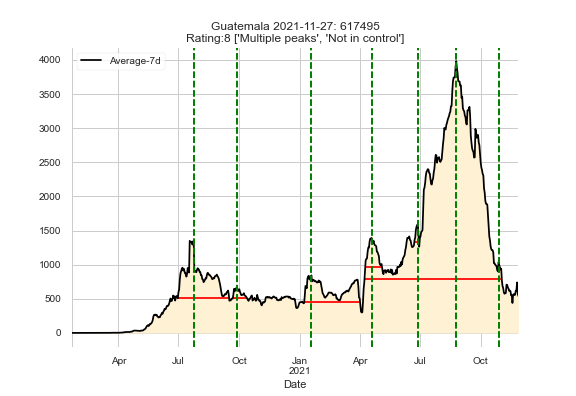 Guatemala 2021-11-27: 617495
Rating:8 ['Multiple peaks', 'Not in control']
Average-7d
4000
3500
3000
2500
2000
1500
1000
500
0
Apr
Jul
Oct
Jan
2021
Apr
Jul
Oct
Date